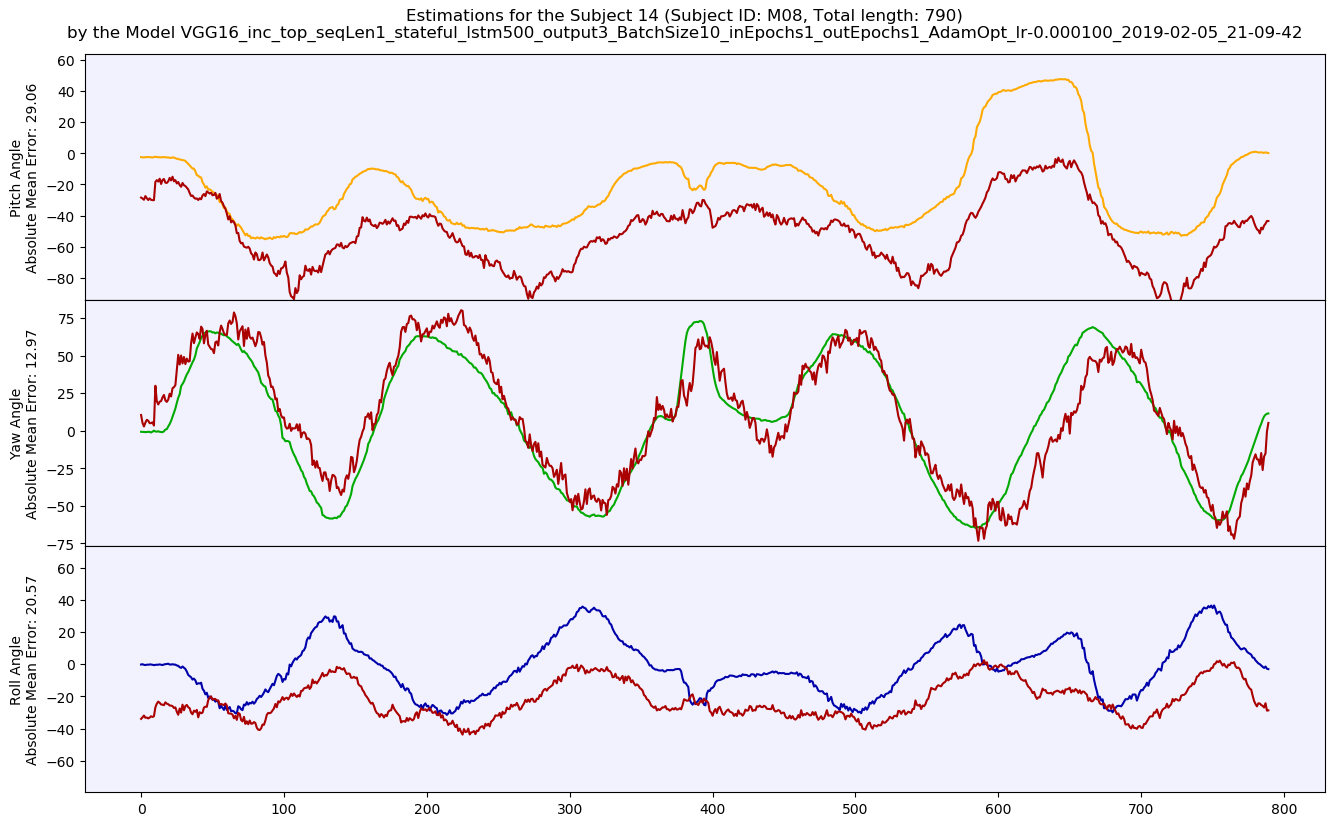 Estimations for the Subject 14 (Subject ID: M08, Total length: 790)
by the Model VGG16_inc_top_seqLen1_stateful_lstm500_output3_BatchSize10_inEpochs1_outEpochs1_AdamOpt_lr-0.000100_2019-02-05_21-09-42
Pitch Angle
Absolute Mean Error: 29.06
60
40
20
0
−20
−40
−60
−80
Yaw Angle
Absolute Mean Error: 12.97
75
50
25
0
−25
−50
−75
Roll Angle
Absolute Mean Error: 20.57
60
40
20
0
−20
−40
−60
0 100 200 300 400 500 600 700 800